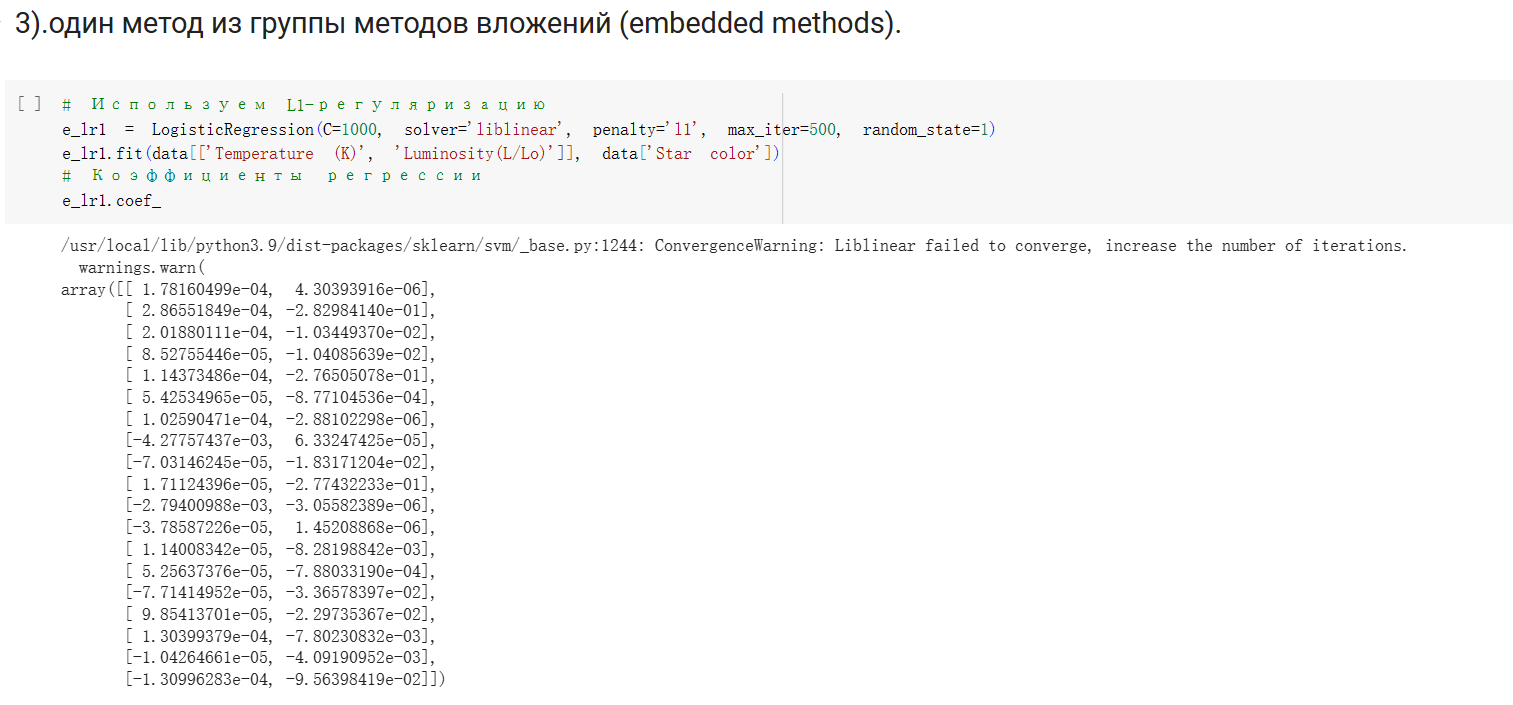 3).один метод из группы методов вложений (embedded methods).
[ ] # Используем L1-регуляризацию
e_lr1 = LogisticRegression(C=1000, solver='liblinear', penalty='l1', max_iter=500, random_state=1)
e_lr1.fit(data[['Temperature (K)', 'Luminosity(L/Lo)']], data['Star color'])
# Коэффициенты регрессии
e_lr1.coef_
/usr/local/lib/python3.9/dist-packages/sklearn/svm/_base.py:1244: ConvergenceWarning: Liblinear failed to converge, increase the number of iterations.
warnings.warn(
array([[ 1.78160499e-04, 4.30393916e-06],
[ 2.86551849e-04, -2.82984140e-01],
[ 2.01880111e-04, -1.03449370e-02],
[ 8.52755446e-05, -1.04085639e-02],
[ 1.14373486e-04, -2.76505078e-01],
[ 5.42534965e-05, -8.77104536e-04],
[ 1.02590471e-04, -2.88102298e-06],
[-4.27757437e-03, 6.33247425e-05],
[-7.03146245e-05, -1.83171204e-02],
[ 1.71124396e-05, -2.77432233e-01],
[-2.79400988e-03, -3.05582389e-06],
[-3.78587226e-05, 1.45208868e-06],
[ 1.14008342e-05, -8.28198842e-03],
[ 5.25637376e-05, -7.88033190e-04],
[-7.71414952e-05, -3.36578397e-02],
[ 9.85413701e-05, -2.29735367e-02],
[ 1.30399379e-04, -7.80230832e-03],
[-1.04264661e-05, -4.09190952e-03],
[-1.30996283e-04, -9.56398419e-02]])